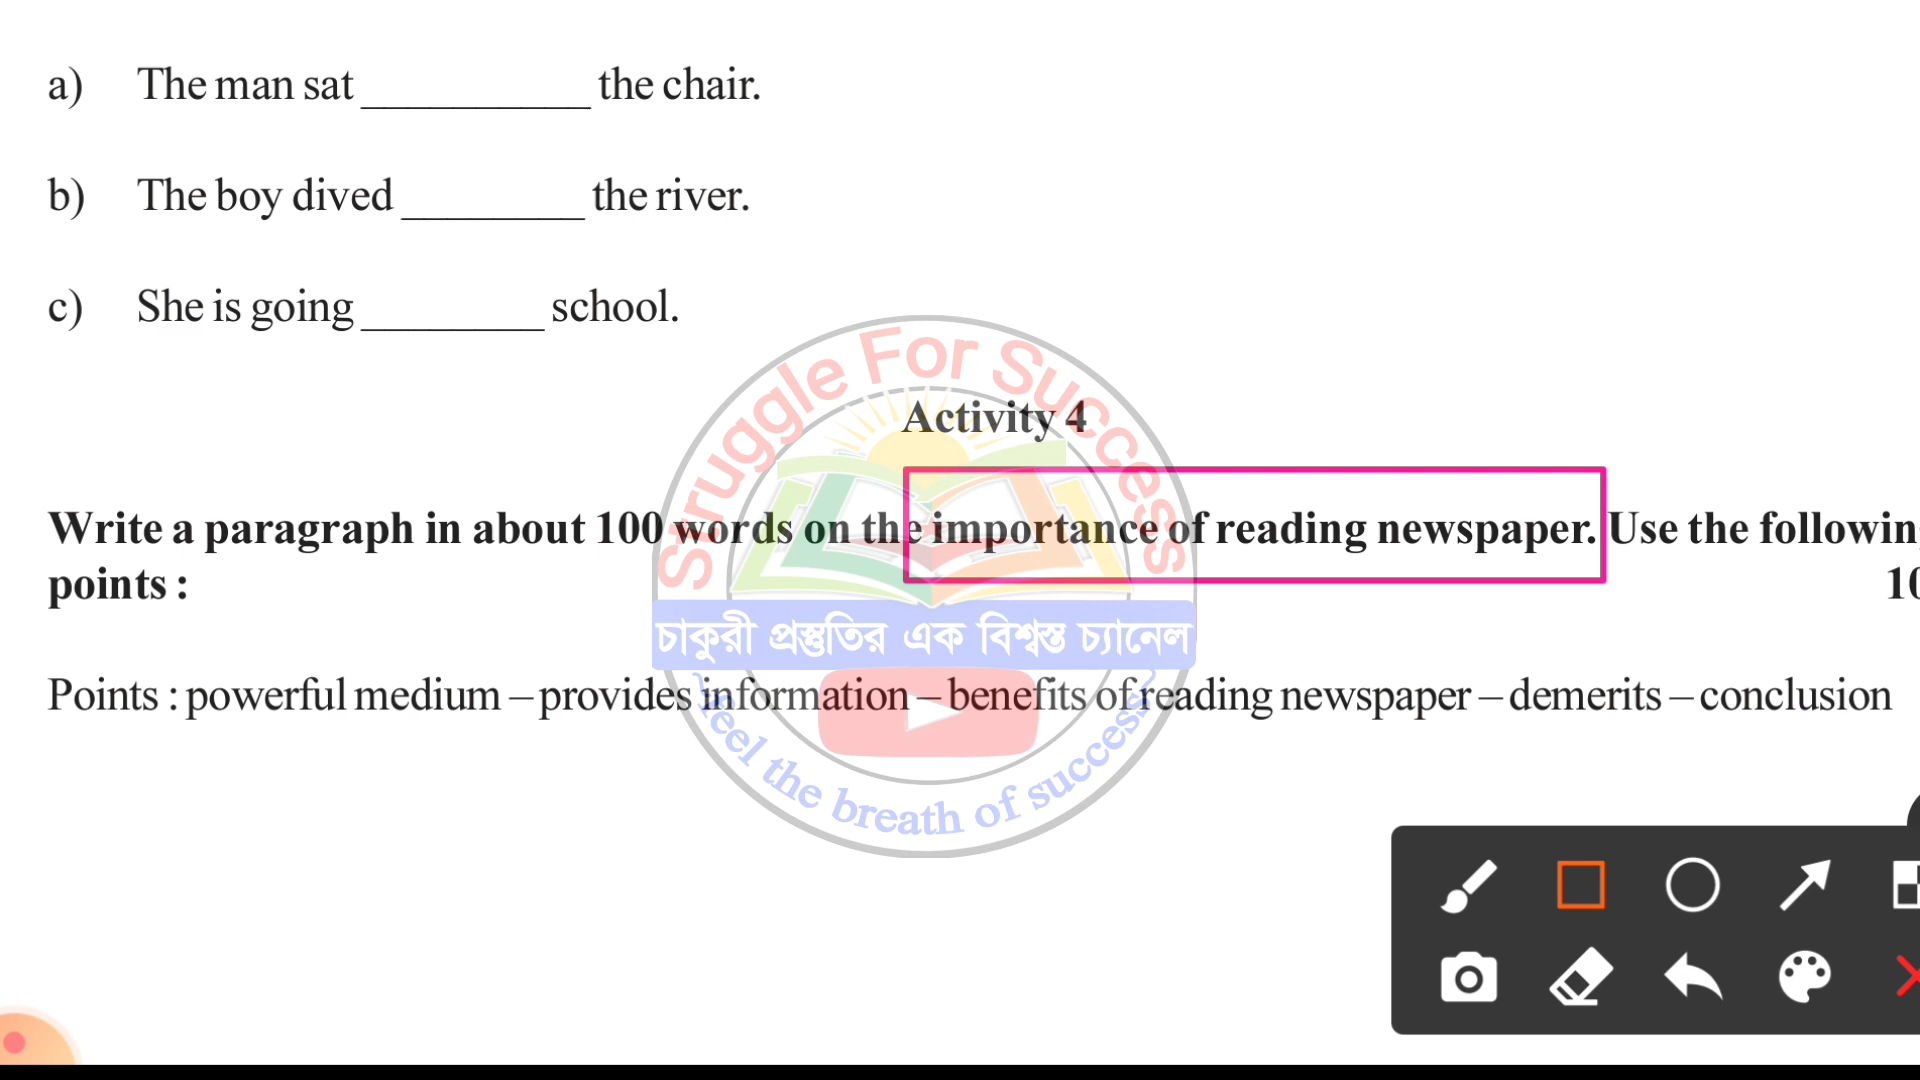 a) The man sat __________ the chair.
b) The boy dived ________ the river.
c) She is going ________ school.
Struggle For Success
Activity 4
Write a paragraph in about 100 words on the importance of reading newspaper. Use the followin
points : 10
চাকুরী প্রস্তুতির এক বিশ্বস্ত চ্যানেল
Points : powerful medium – provides information – benefits of reading newspaper – demerits – conclusion
~feel the breath of success~